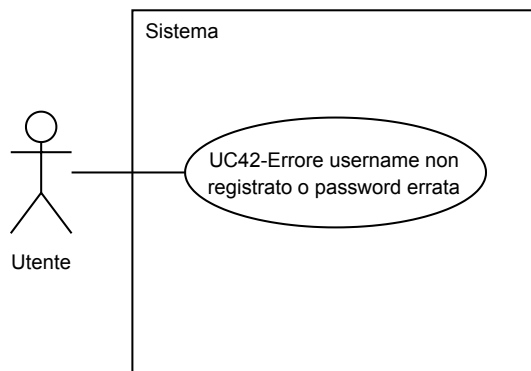 Sistema
UC42-Errore username non
registrato o password errata
Utente